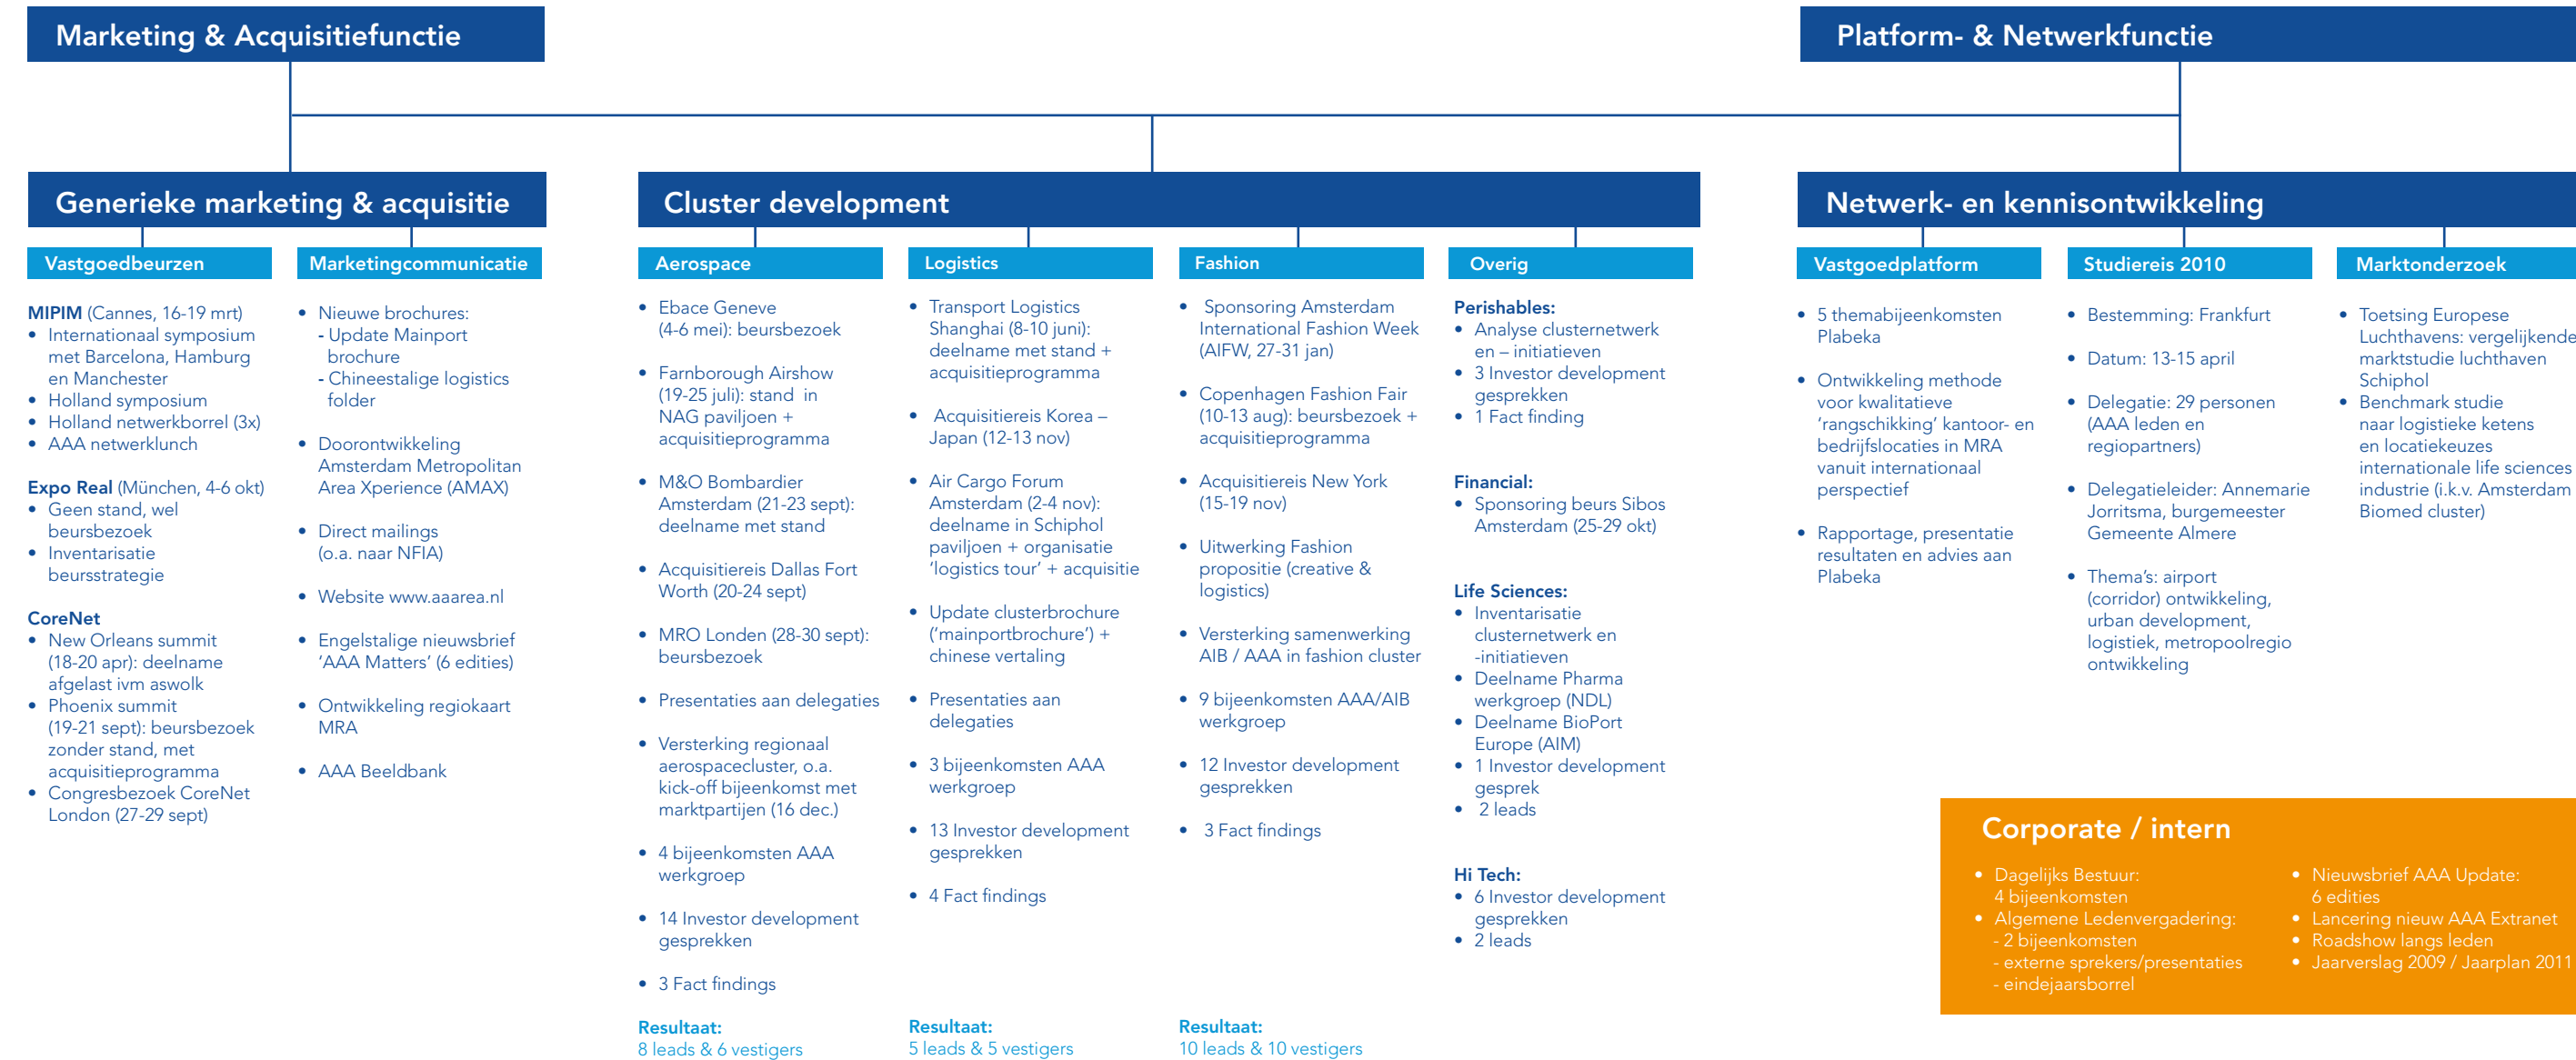 Marketing & Acquisitiefunctie
Platform- & Netwerkfunctie
Generieke marketing & acquisitie
Vastgoedbeurzen
MIPIM (Cannes, 16-19 mrt)
• Internationaal symposium
met Barcelona, Hamburg
en Manchester
• Holland symposium
• Holland netwerkborrel (3x)
• AAA netwerklunch
Expo Real (München, 4-6 okt)
• Geen stand, wel
beursbezoek
• Inventarisatie
beursstrategie
CoreNet
• New Orleans summit
(18-20 apr): deelname
afgelast ivm aswolk
• Phoenix summit
(19-21 sept): beursbezoek
zonder stand, met
acquisitieprogramma
• Congresbezoek CoreNet
London (27-29 sept)
Marketingcommunicatie
• Nieuwe brochures:
- Update Mainport
brochure
- Chineestalige logistics
folder
• Doorontwikkeling
Amsterdam Metropolitan
Area Xperience (AMAX)
• Direct mailings
(o.a. naar NFIA)
• Website www.aaarea.nl
• Engelstalige nieuwsbrief
‘AAA Matters’ (6 edities)
• Ontwikkeling regiokaart
MRA
• AAA Beeldbank
Cluster development
Aerospace
• Ebace Geneve
(4-6 mei): beursbezoek
• Farnborough Airshow
(19-25 juli): stand in
NAG paviljoen +
acquisitieprogramma
• M&O Bombardier
Amsterdam (21-23 sept):
deelname met stand
• Acquisitiereis Dallas Fort
Worth (20-24 sept)
• MRO Londen (28-30 sept):
beursbezoek
• Presentaties aan delegaties
• Versterking regionaal
aerospacecluster, o.a.
kick-off bijeenkomst met
marktpartijen (16 dec.)
• 4 bijeenkomsten AAA
werkgroep
• 14 Investor development
gesprekken
• 3 Fact findings
Resultaat:
8 leads & 6 vestigers
Logistics
• Transport Logistics
Shanghai (8-10 juni):
deelname met stand +
acquisitieprogramma
• Acquisitiereis Korea –
Japan (12-13 nov)
• Air Cargo Forum
Amsterdam (2-4 nov):
deelname in Schiphol
paviljoen + organisatie
‘logistics tour’ + acquisitie
• Update clusterbrochure
(‘mainportbrochure’) +
chinese vertaling
• Presentaties aan
delegaties
• 3 bijeenkomsten AAA
werkgroep
• 13 Investor development
gesprekken
• 4 Fact findings
Resultaat:
5 leads & 5 vestigers
Fashion
• Sponsoring Amsterdam
International Fashion Week
(AIFW, 27-31 jan)
• Copenhagen Fashion Fair
(10-13 aug): beursbezoek +
acquisitieprogramma
• Acquisitiereis New York
(15-19 nov)
• Uitwerking Fashion
propositie (creative &
logistics)
• Versterking samenwerking
AIB / AAA in fashion cluster
• 9 bijeenkomsten AAA/AIB
werkgroep
• 12 Investor development
gesprekken
• 3 Fact findings
Resultaat:
10 leads & 10 vestigers
Overig
Perishables:
• Analyse clusternetwerk
en – initiatieven
• 3 Investor development
gesprekken
• 1 Fact finding
Financial:
• Sponsoring beurs Sibos
Amsterdam (25-29 okt)
Life Sciences:
• Inventarisatie
clusternetwerk en
-initiatieven
• Deelname Pharma
werkgroep (NDL)
• Deelname BioPort
Europe (AIM)
• 1 Investor development
gesprek
• 2 leads
Hi Tech:
• 6 Investor development
gesprekken
• 2 leads
Netwerk- en kennisontwikkeling
Vastgoedplatform
• 5 themabijeenkomsten
Plabeka
• Ontwikkeling methode
voor kwalitatieve
‘rangschikking’ kantoor- en
bedrijfslocaties in MRA
vanuit internationaal
perspectief
• Rapportage, presentatie
resultaten en advies aan
Plabeka
Studiereis 2010
• Bestemming: Frankfurt
• Datum: 13-15 april
• Delegatie: 29 personen
(AAA leden en
regiopartners)
• Delegatieleider: Annemarie
Jorritsma, burgemeester
Gemeente Almere
• Thema’s: airport
(corridor) ontwikkeling,
urban development,
logistiek, metropoolregio
ontwikkeling
Marktonderzoek
• Toetsing Europese
Luchthavens: vergelijkende
marktstudie luchthaven
Schiphol
• Benchmark studie
naar logistieke ketens
en locatiekeuzes
internationale life sciences
industrie (i.k.v. Amsterdam
Biomed cluster)
Corporate / intern
• Dagelijks Bestuur:
4 bijeenkomsten
• Algemene Ledenvergadering:
- 2 bijeenkomsten
- externe sprekers/presentaties
- eindejaarsborrel
• Nieuwsbrief AAA Update:
6 edities
• Lancering nieuw AAA Extranet
• Roadshow langs leden
• Jaarverslag 2009 / Jaarplan 2011